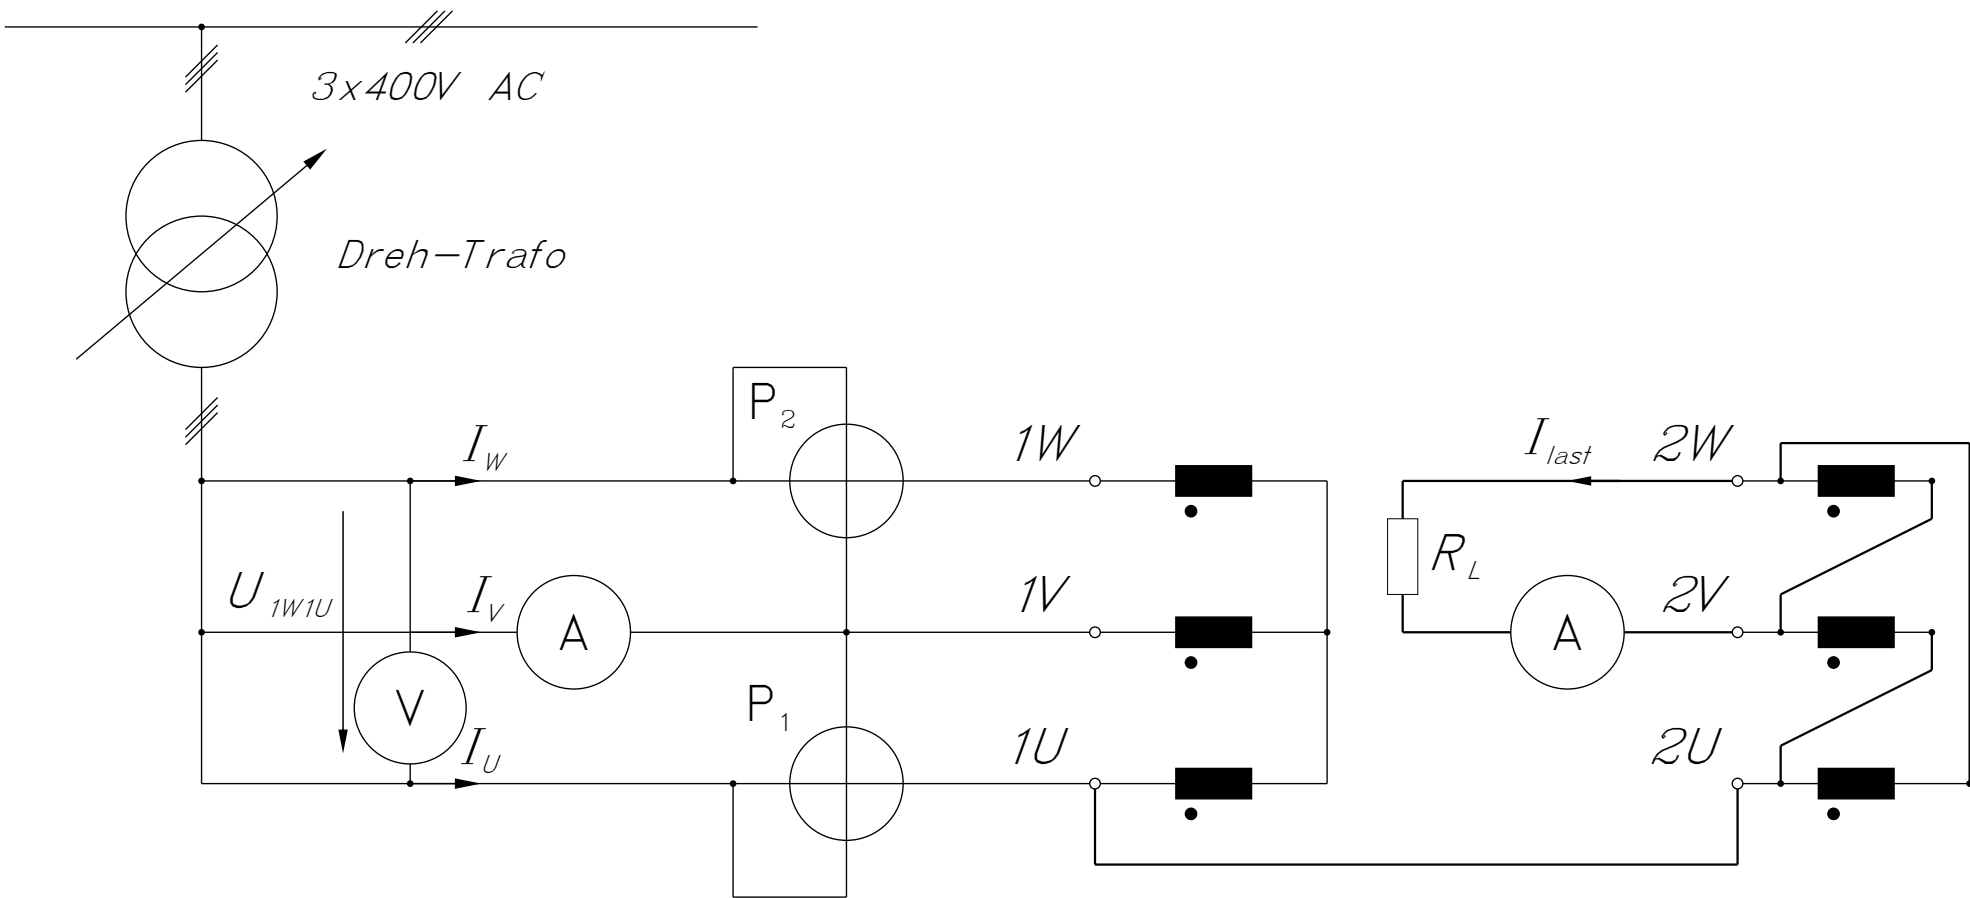 3x400V AC
Dreh-Trafo
P2
I_W
1W
I_last
2W
U_1W1U
I_V
A
1V
R_L
A
2V
V
P1
I_U
1U
2U